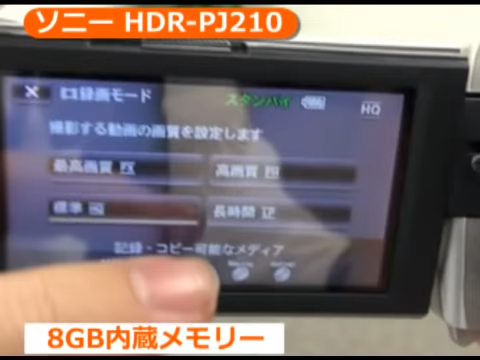 ソニー HDR-PJ210
× 録画モード スタンバイ HQ
撮影する動画の画質を設定します
最高画質 FX 高画質
標準 HQ 長時間 LP
記録・コピー可能なメディア
8GB内蔵メモリー